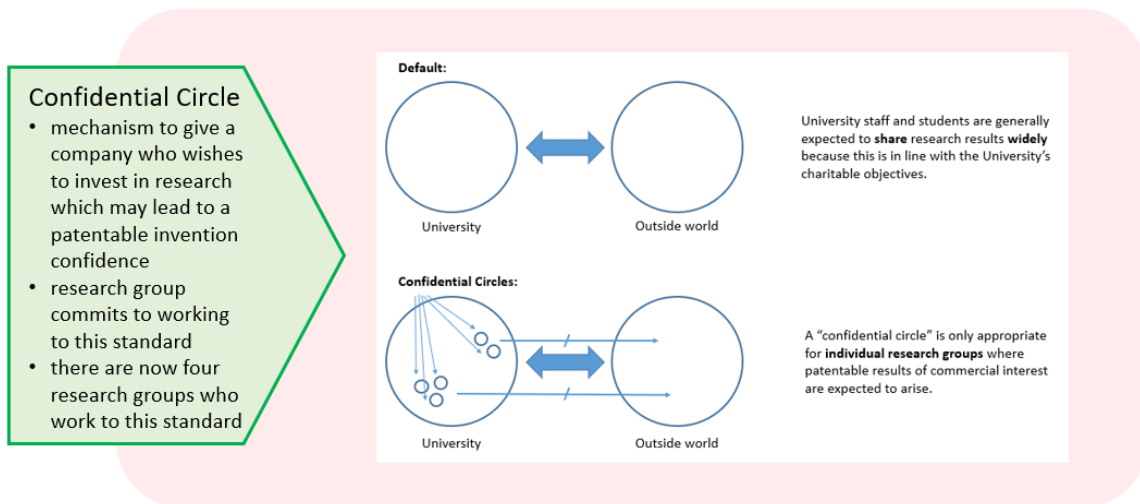 Confidential Circle
• mechanism to give a
company who wishes
to invest in research
which may lead to a
patentable invention
confidence
• research group
commits to working
to this standard
• there are now four
research groups who
work to this standard
Default:
University
Outside world
University staff and students are generally
expected to share research results widely
because this is in line with the University's
charitable objectives.
Confidential Circles:
University
Outside world
A “confidential circle” is only appropriate
for individual research groups where
patentable results of commercial interest
are expected to arise.